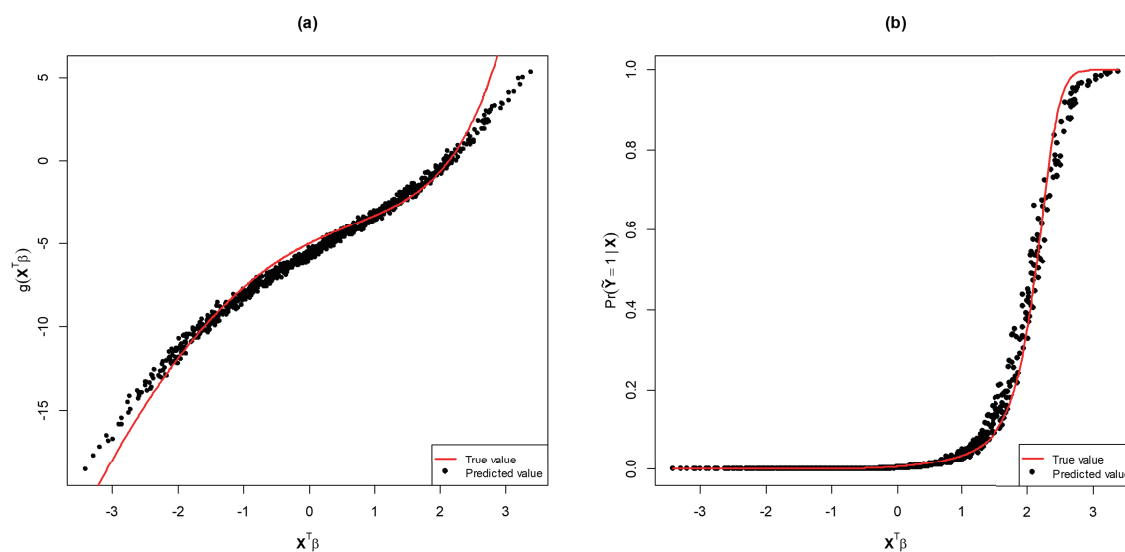 (a)
g(Xᵀβ)
5
0
-5
-10
-15
-3 -2 -1 0 1 2 3
Xᵀβ
True value
Predicted value
(b)
Pr(Ỹ = 1 | X)
1.0
0.8
0.6
0.4
0.2
0.0
-3 -2 -1 0 1 2 3
Xᵀβ
True value
Predicted value